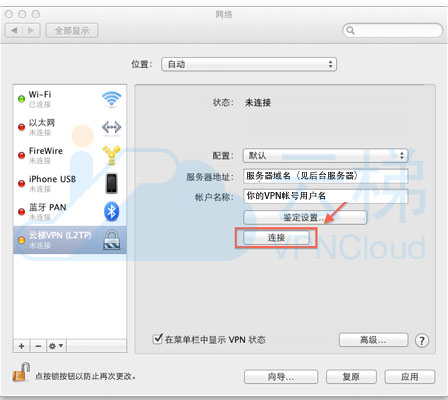 网络
全部显示
位置： 自动
Wi-Fi
已连接
以太网
未连接
FireWire
未连接
iPhone USB
未连接
蓝牙 PAN
未连接
云梯VPN (L2TP)
未连接
状态： 未连接
配置： 默认
服务器地址： 服务器域名（见后台服务器）
帐户名称： 你的VPN帐号用户名
鉴定设置...
连接
云梯
VPNCloud
在菜单栏中显示 VPN 状态
高级...
?
点按锁按钮以防止再次更改。
向导...
复原
应用